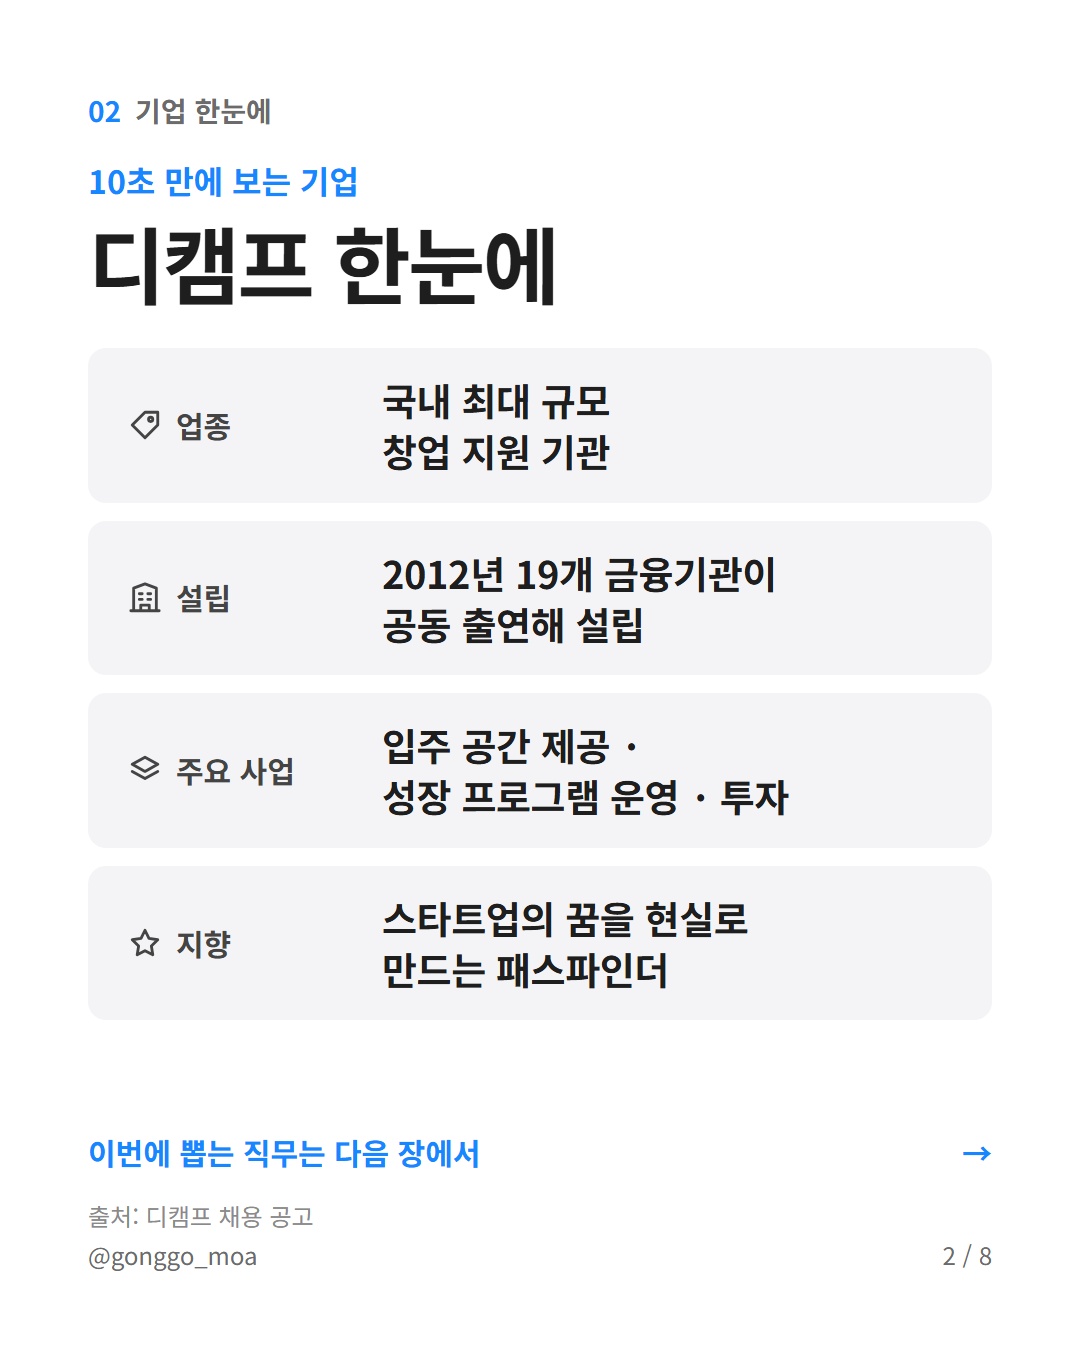 02 기업 한눈에
10초 만에 보는 기업
디캠프 한눈에
업종
국내 최대 규모
창업 지원 기관
설립
2012년 19개 금융기관이
공동 출연해 설립
주요 사업
입주 공간 제공 ·
성장 프로그램 운영 · 투자
지향
스타트업의 꿈을 현실로
만드는 패스파인더
이번에 뽑는 직무는 다음 장에서 →
출처: 디캠프 채용 공고
@gonggo_moa
2 / 8